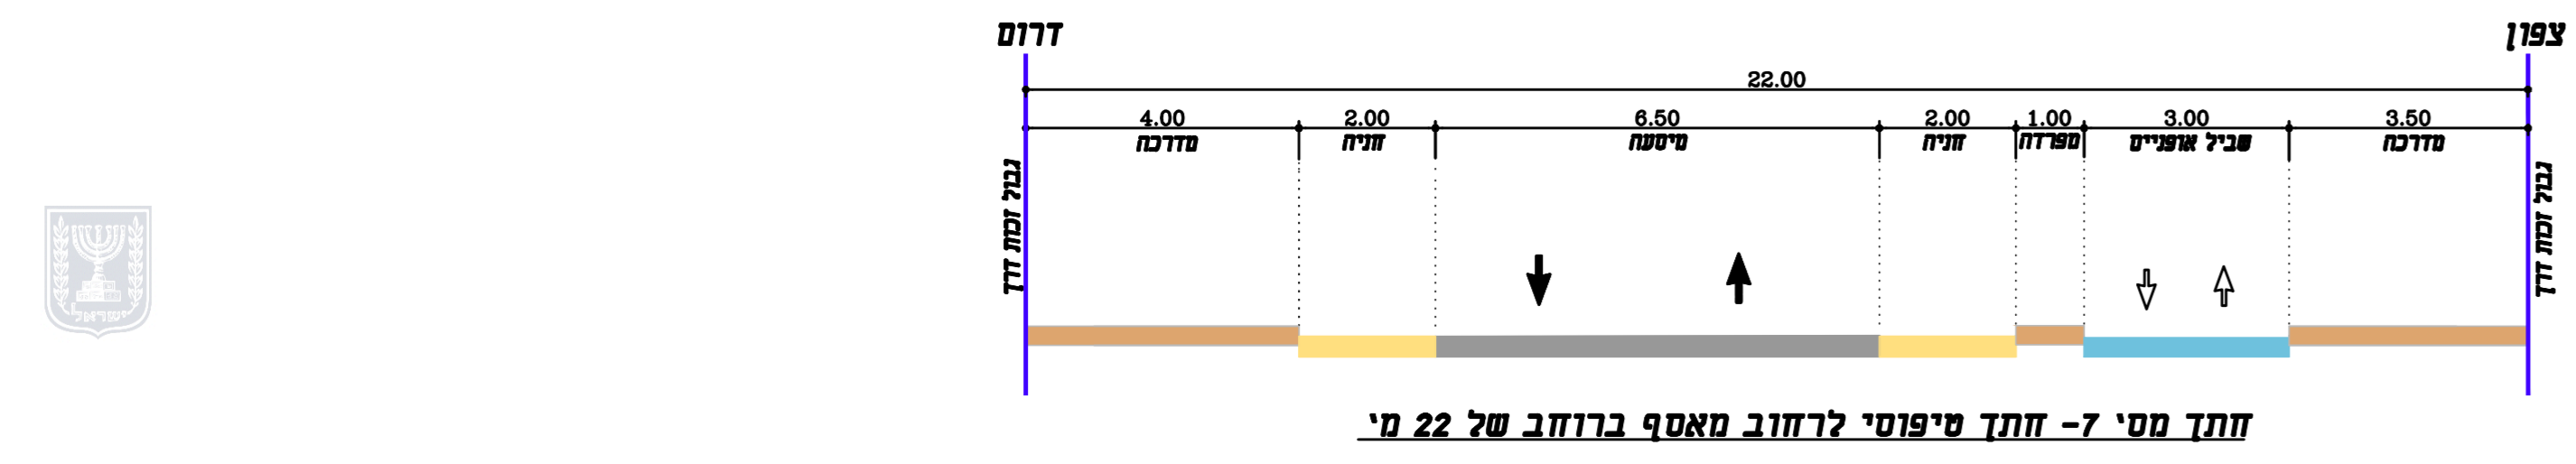 צפון דרום
22.00
3.50 3.00 1.00 2.00 6.50 2.00 4.00
מדרכה שביל אופניים מפרדה חניה מיסעה חניה מדרכה
גבול זכות דרך
גבול זכות דרך
ישראל
חתך מס' 7- חתך טיפוסי לרחוב מאסף ברוחב של 22 מ'